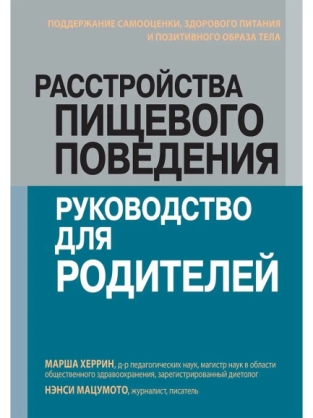 ПОДДЕРЖАНИЕ САМООЦЕНКИ, ЗДОРОВОГО ПИТАНИЯ
И ПОЗИТИВНОГО ОБРАЗА ТЕЛА
РАССТРОЙСТВА
ПИЩЕВОГО
ПОВЕДЕНИЯ
РУКОВОДСТВО
ДЛЯ
РОДИТЕЛЕЙ
МАРША ХЕРРИН, д-р педагогических наук, магистр наук в области
общественного здравоохранения, зарегистрированный диетолог
НЭНСИ МАЦУМОТО, журналист, писатель